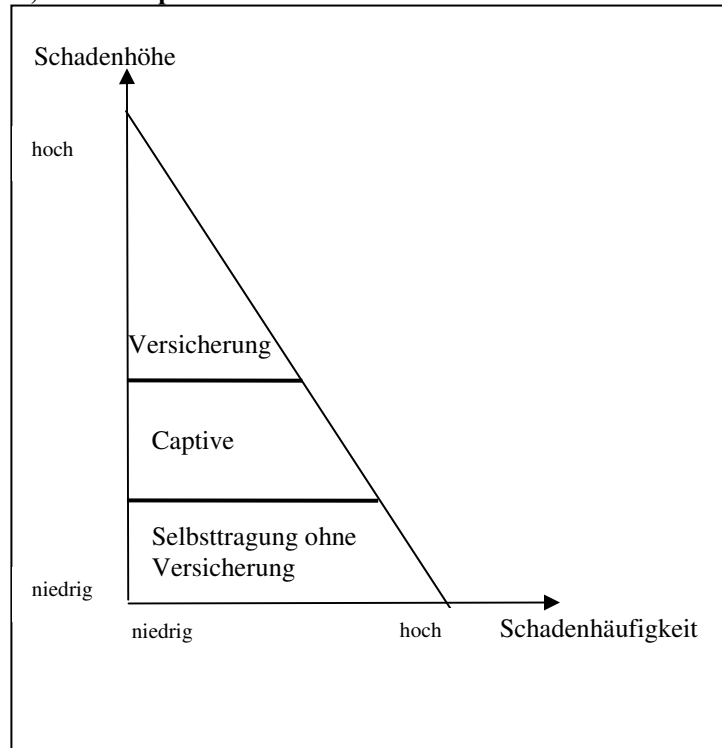 Schadenhöhe
hoch
Versicherung
Captive
Selbsttragung ohne
Versicherung
niedrig
niedrig
hoch
Schadenhäufigkeit